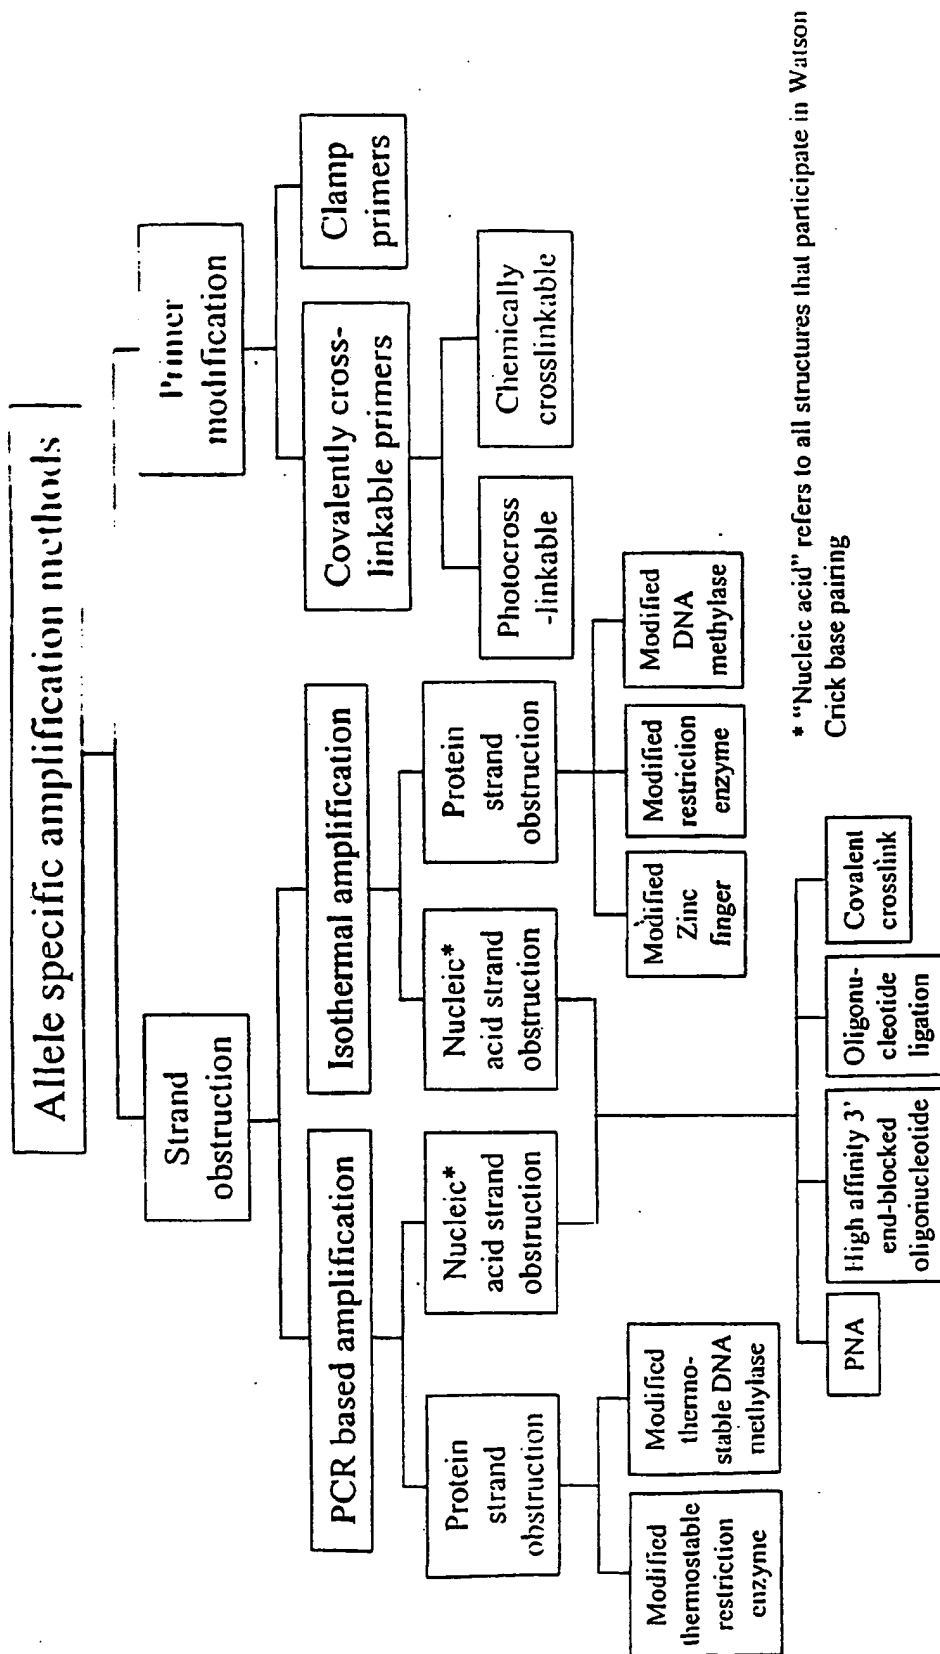 Allele specific amplification methods
Strand
obstruction
Primer
modification
PCR based amplification
Isothermal amplification
Covalently cross-
linkable primers
Clamp
primers
Protein
strand
obstruction
Nucleic*
acid strand
obstruction
Nucleic*
acid strand
obstruction
Protein
strand
obstruction
Photocross
-linkable
Chemically
crosslinkable
Modified
thermostable
restriction
enzyme
Modified
thermo-
stable DNA
methylase
Modified
Zinc
finger
Modified
restriction
enzyme
Modified
DNA
methylase
PNA
High affinity 3'
end-blocked
oligonucleotide
Oligonu-
cleotide
ligation
Covalent
crosslink
* "Nucleic acid" refers to all structures that participate in Watson
Crick base pairing